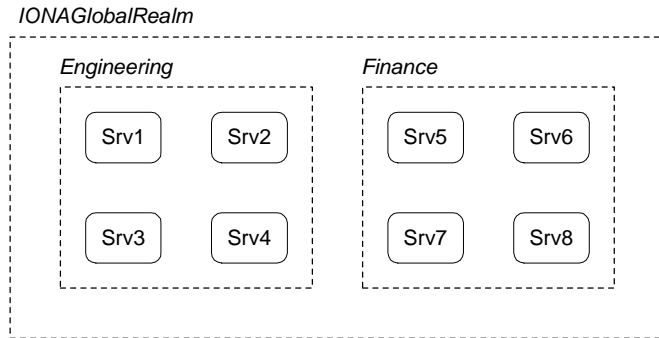 IONAGlobalRealm
Engineering
Finance
Srv1
Srv2
Srv5
Srv6
Srv3
Srv4
Srv7
Srv8